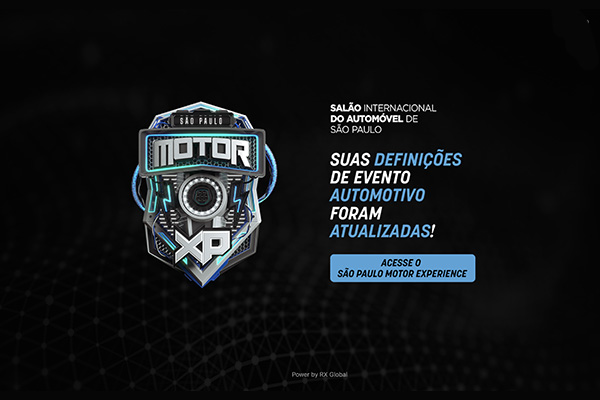 SÃO PAULO
MOTOR
XP
SALÃO INTERNACIONAL
DO AUTOMÓVEL DE
SÃO PAULO
SUAS DEFINIÇÕES
DE EVENTO
AUTOMOTIVO
FORAM
ATUALIZADAS!
ACESSE O
SÃO PAULO MOTOR EXPERIENCE
Power by RX Global